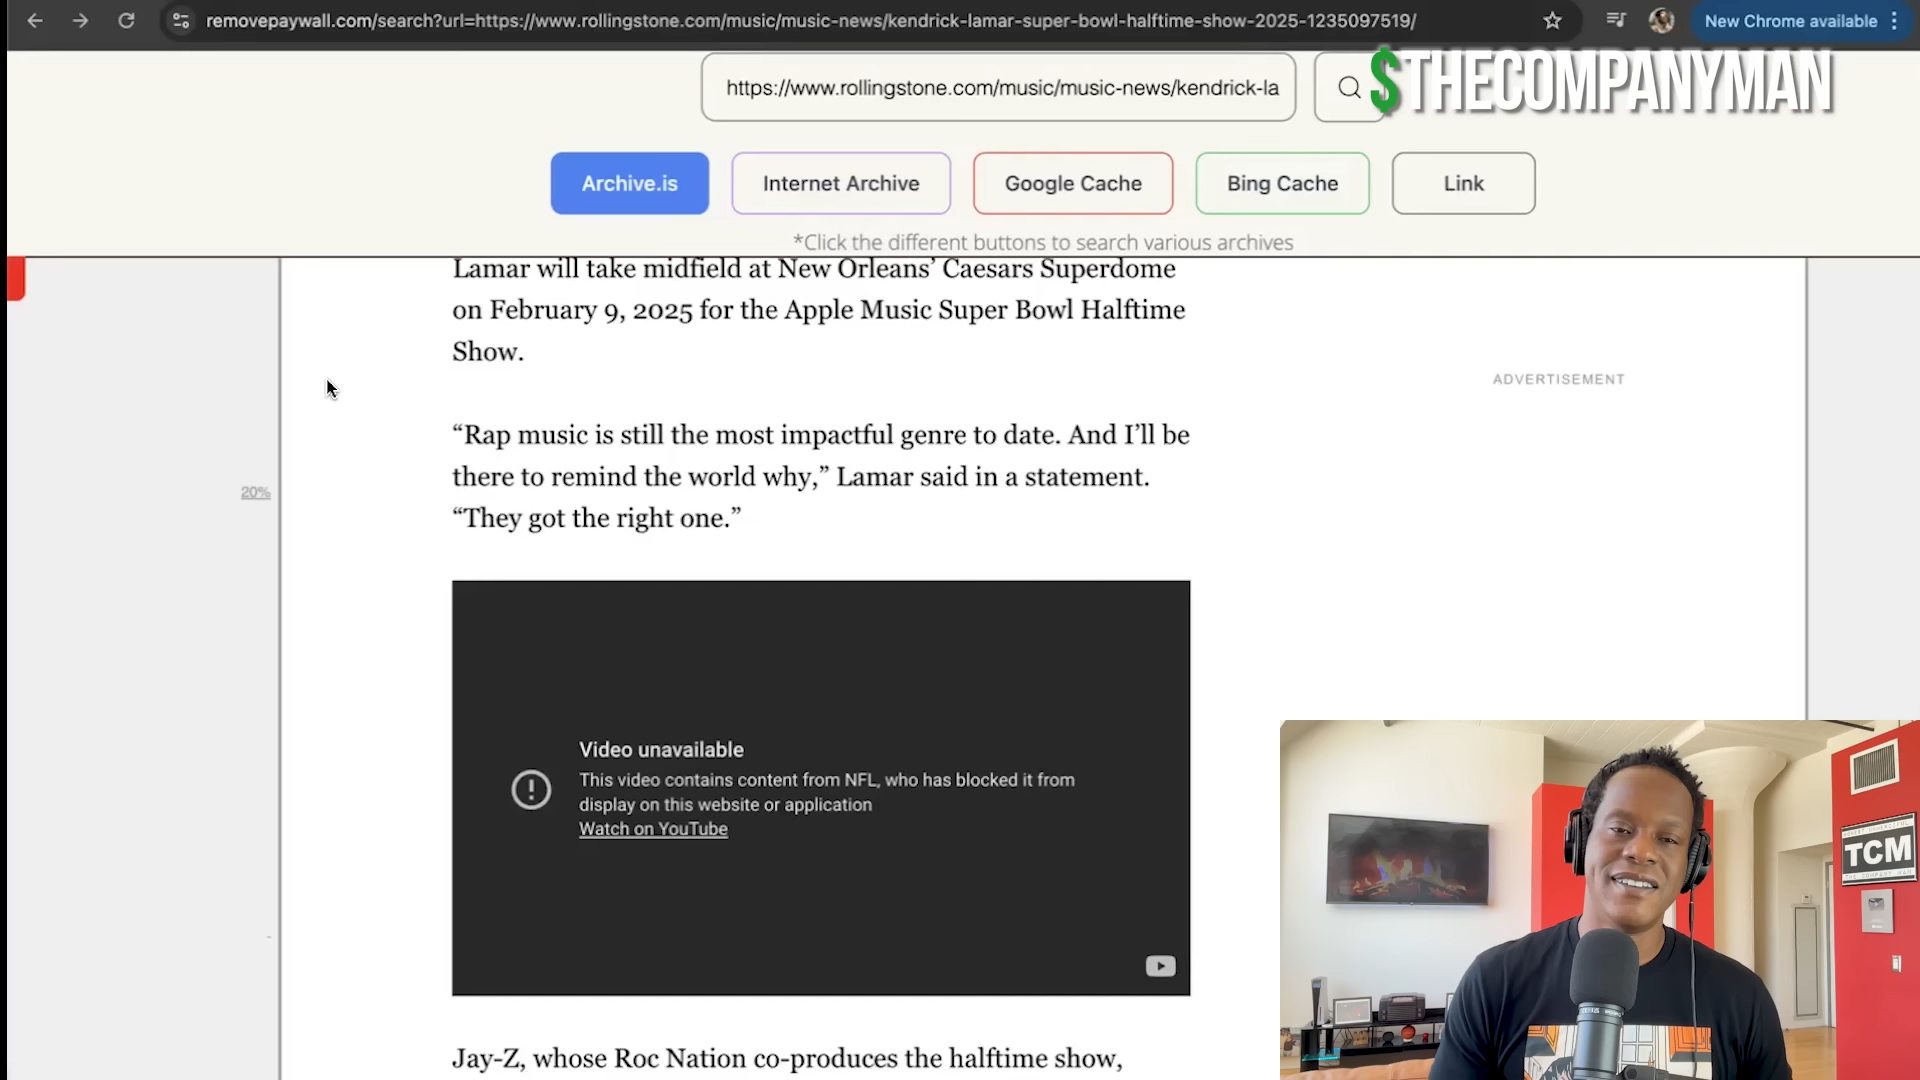 removepaywall.com/search?url=https://www.rollingstone.com/music/music-news/kendrick-lamar-super-bowl-halftime-show-2025-1235097519/
New Chrome available
https://www.rollingstone.com/music/music-news/kendrick-la
$THECOMPANYMAN
Archive.is
Internet Archive
Google Cache
Bing Cache
Link
*Click the different buttons to search various archives
Lamar will take midfield at New Orleans’ Caesars Superdome
on February 9, 2025 for the Apple Music Super Bowl Halftime
Show.
ADVERTISEMENT
“Rap music is still the most impactful genre to date. And I’ll be
there to remind the world why,” Lamar said in a statement.
“They got the right one.”
20%
Video unavailable
This video contains content from NFL, who has blocked it from
display on this website or application
Watch on YouTube
TCM
Jay-Z, whose Roc Nation co-produces the halftime show,